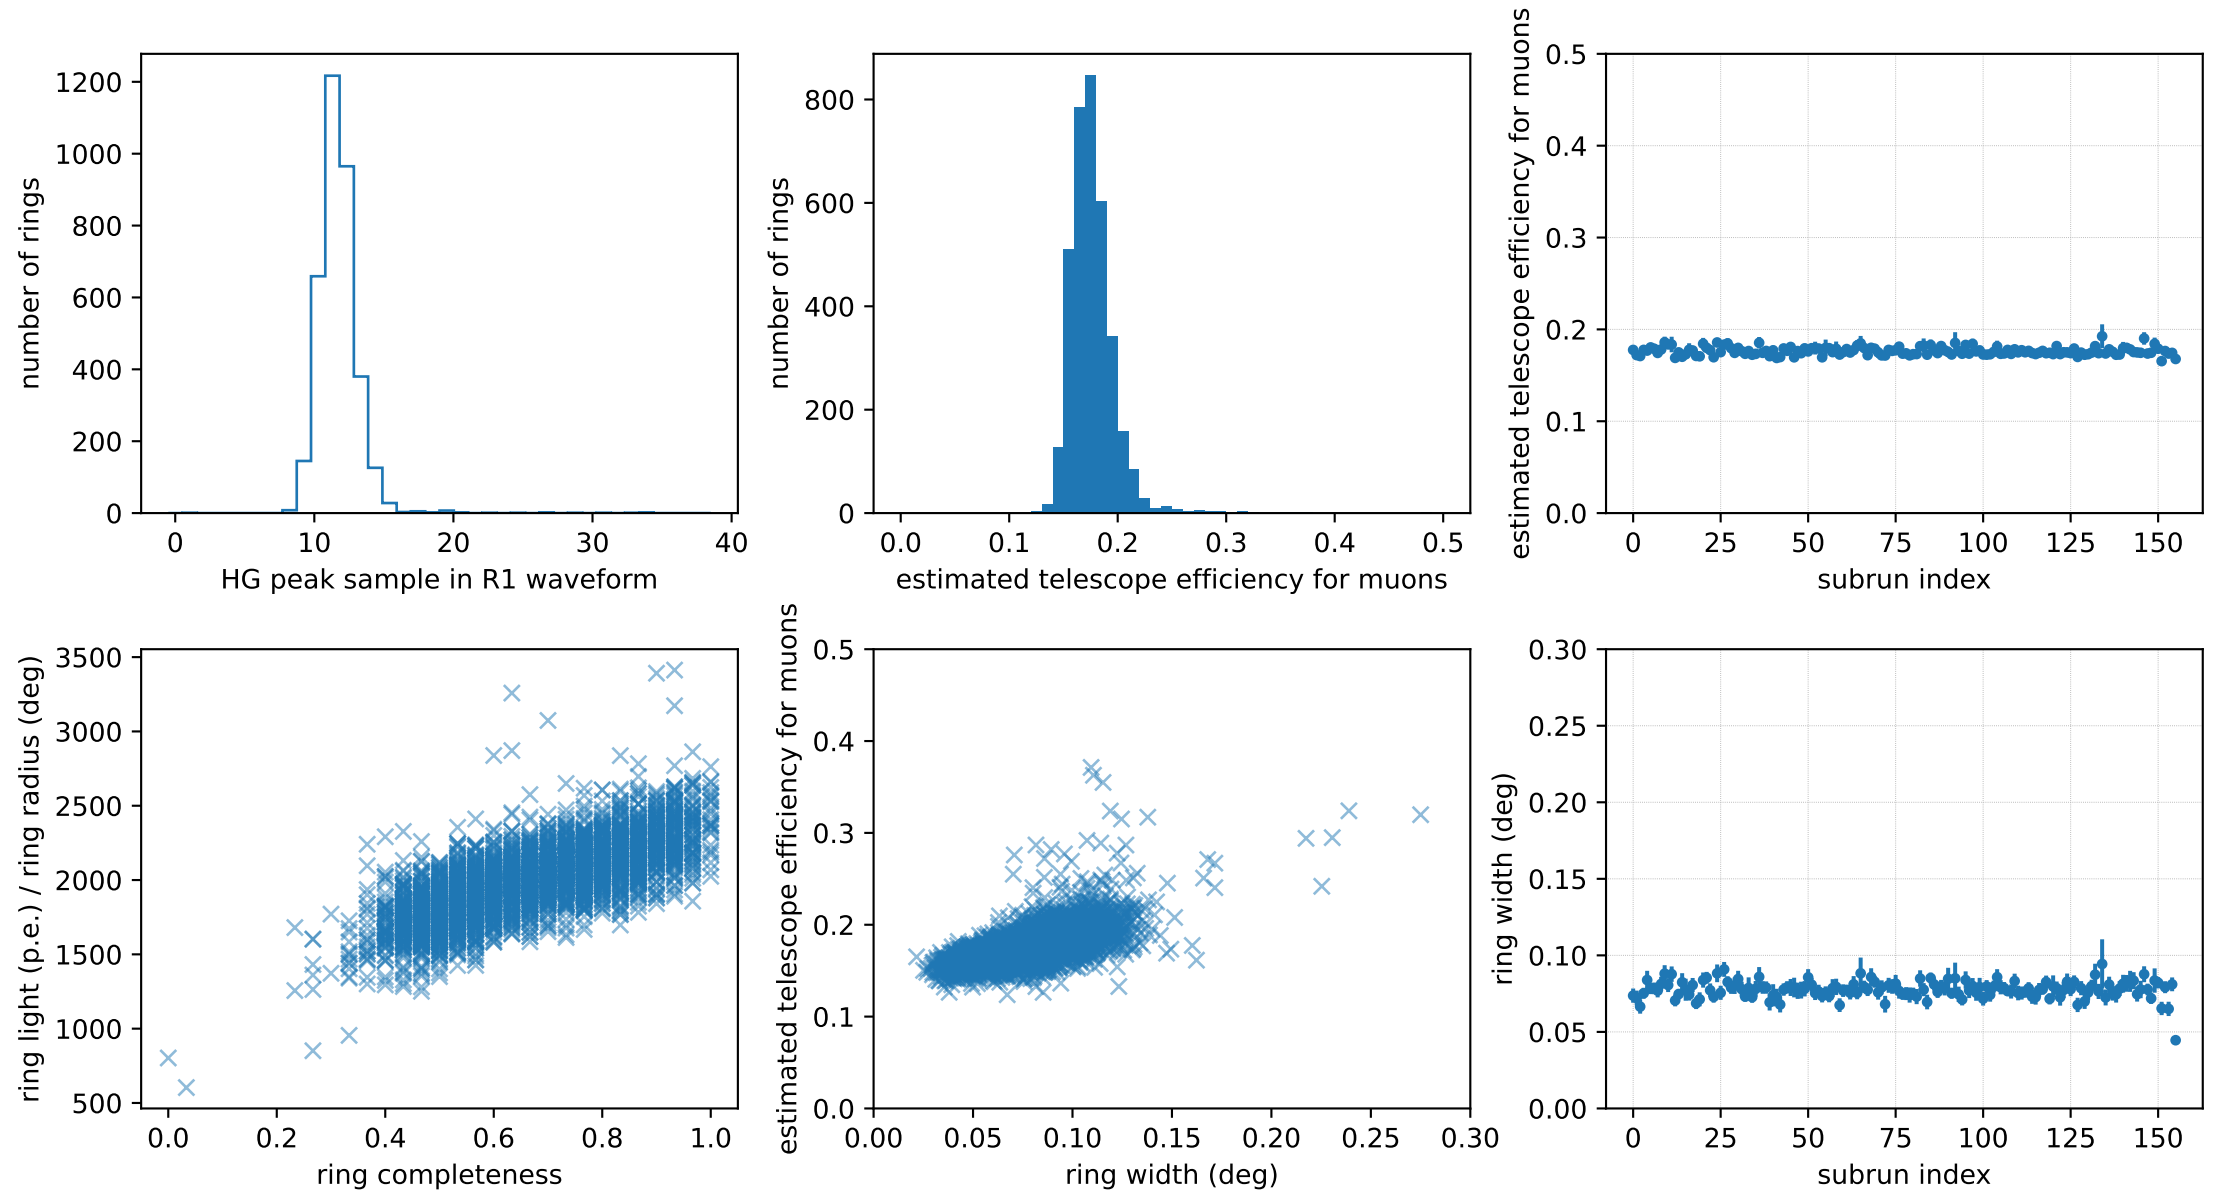 number of rings
1200
1000
800
600
400
200
0
0 10 20 30 40
HG peak sample in R1 waveform
number of rings
800
600
400
200
0
0.0 0.1 0.2 0.3 0.4 0.5
estimated telescope efficiency for muons
estimated telescope efficiency for muons
0.5
0.4
0.3
0.2
0.1
0.0
0 25 50 75 100 125 150
subrun index
ring light (p.e.) / ring radius (deg)
3500
3000
2500
2000
1500
1000
500
0.0 0.2 0.4 0.6 0.8 1.0
ring completeness
estimated telescope efficiency for muons
0.5
0.4
0.3
0.2
0.1
0.0
0.00 0.05 0.10 0.15 0.20 0.25 0.30
ring width (deg)
ring width (deg)
0.30
0.25
0.20
0.15
0.10
0.05
0.00
0 25 50 75 100 125 150
subrun index